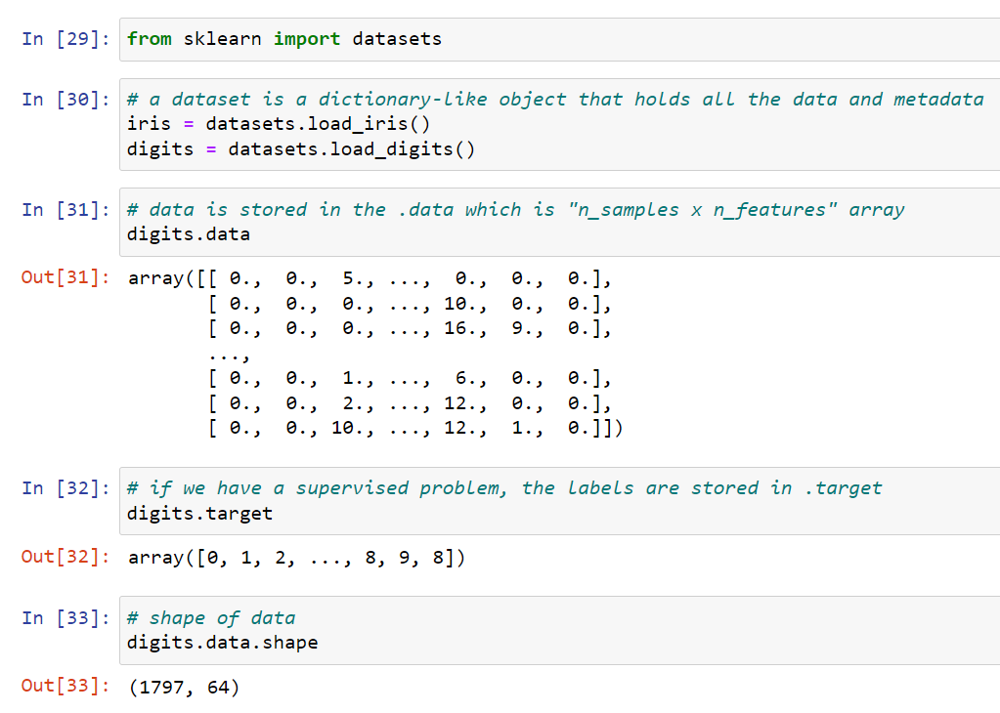 In [29]: from sklearn import datasets
In [30]: # a dataset is a dictionary-like object that holds all the data and metadata
iris = datasets.load_iris()
digits = datasets.load_digits()
In [31]: # data is stored in the .data which is "n_samples x n_features" array
digits.data
Out[31]: array([[ 0.,  0.,  5., ...,  0.,  0.,  0.],
       [ 0.,  0.,  0., ..., 10.,  0.,  0.],
       [ 0.,  0.,  0., ..., 16.,  9.,  0.],
       ...,
       [ 0.,  0.,  1., ...,  6.,  0.,  0.],
       [ 0.,  0.,  2., ..., 12.,  0.,  0.],
       [ 0.,  0., 10., ..., 12.,  1.,  0.]])
In [32]: # if we have a supervised problem, the labels are stored in .target
digits.target
Out[32]: array([0, 1, 2, ..., 8, 9, 8])
In [33]: # shape of data
digits.data.shape
Out[33]: (1797, 64)